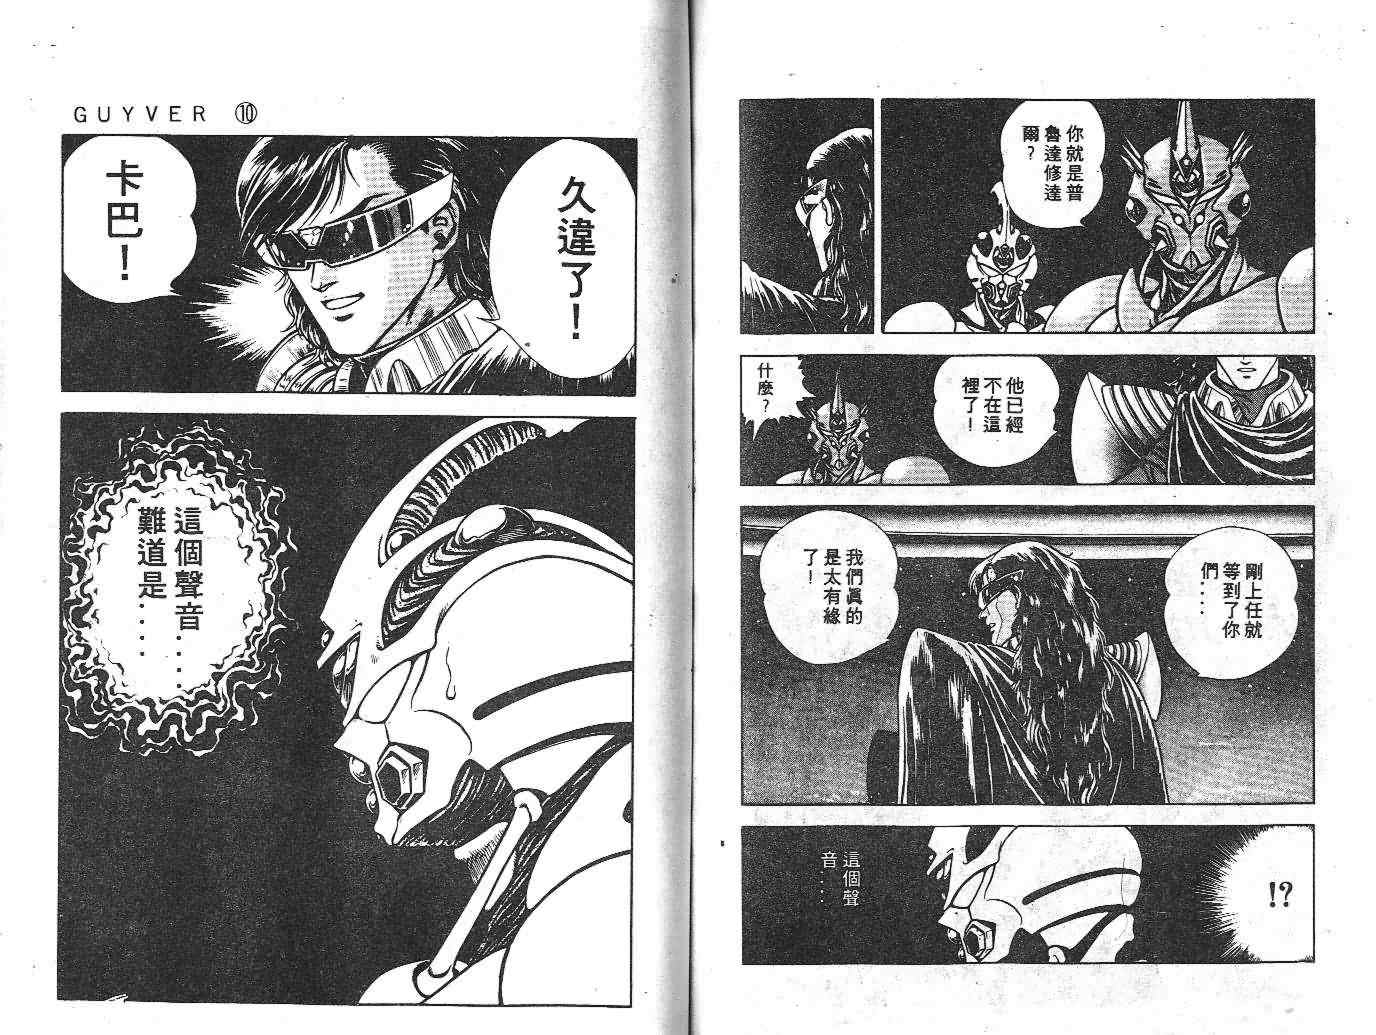 GUYVER ⑩
你就是普
魯達修達
爾？
他已經
不在這
裡了！
什麼？
剛上任就
等到了你
們．．．．
我們眞的
是太有緣
了！
!?
這個聲
音．．．．
久違了！
卡巴！
這個聲音．．．．
難道是．．．．